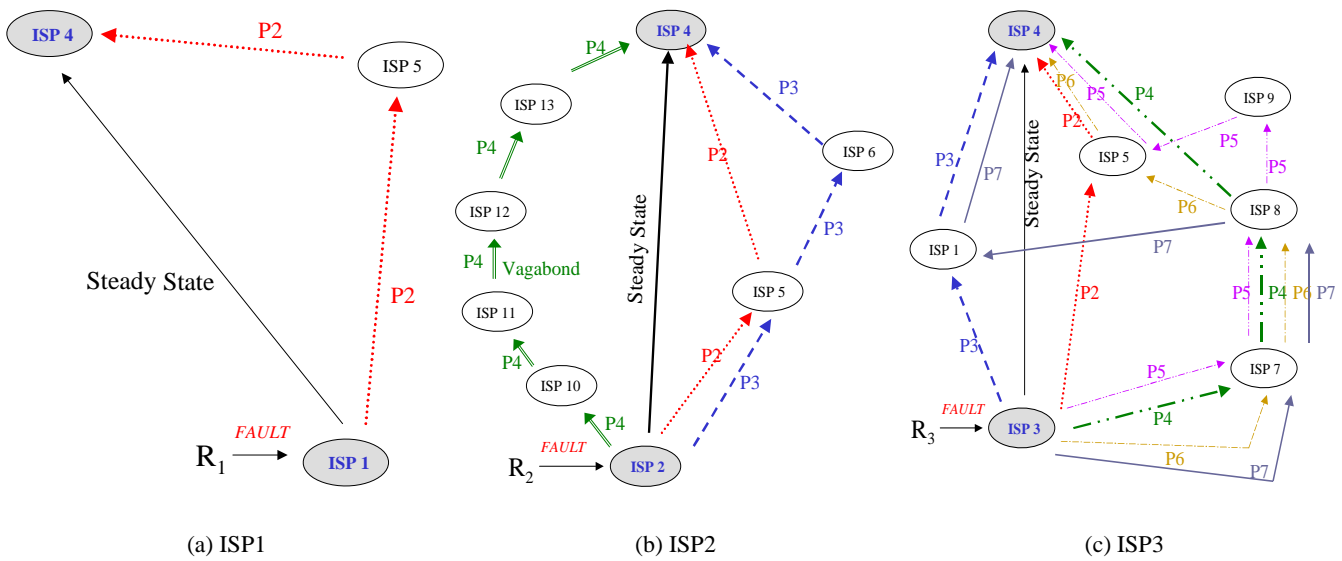 ISP 4
P2
ISP 5
Steady State
P2
FAULT
R1
ISP 1
(a) ISP1
ISP 4
P4
ISP 13
P3
P4
P2
ISP 6
ISP 12
Steady State
P3
P4
Vagabond
ISP 5
ISP 11
P4
P2
ISP 10
P3
P4
FAULT
R2
ISP 2
(b) ISP2
ISP 4
P6
P5
P4
ISP 9
P2
P5
ISP 5
P3
P7
Steady State
P5
P6
ISP 8
ISP 1
P7
P2
P5
P4
P6
P7
P3
P5
ISP 7
P4
FAULT
R3
ISP 3
P6
P7
(c) ISP3